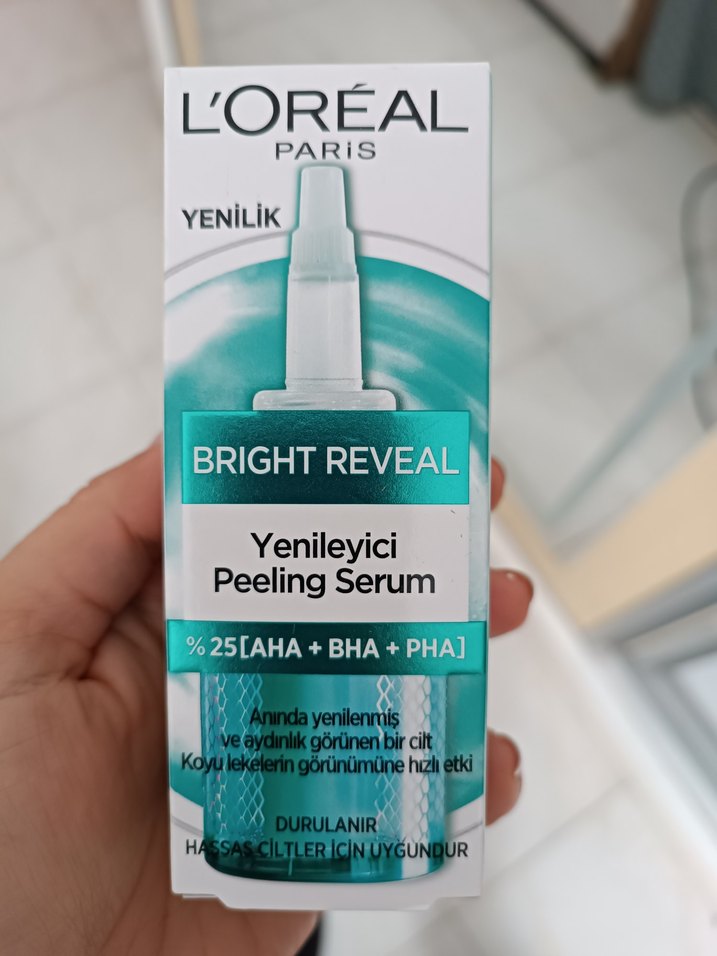 L'ORÉAL
PARİS
YENİLİK
BRIGHT REVEAL
Yenileyici
Peeling Serum
%25[AHA + BHA + PHA]
Anında yenilenmiş
ve aydınlık görünen bir cilt
Koyu lekelerin görünümüne hızlı etki
DURULANIR
HASSAS CİLTLER İÇİN UYGUNDUR